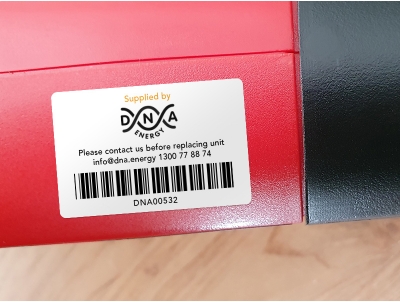 Supplied by
DNA
ENERGY
Please contact us before replacing unit
info@dna.energy 1300 77 88 74
DNA00532